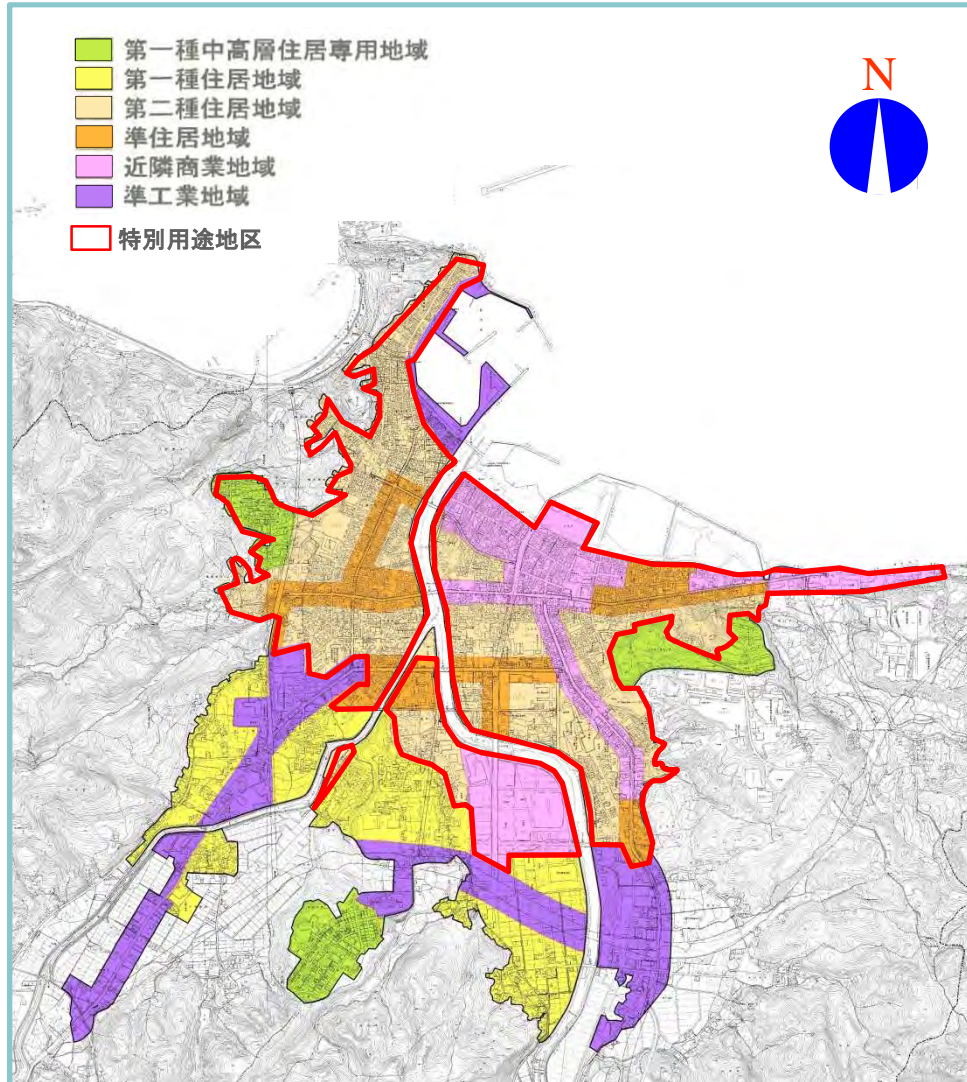 第一種中高層住居専用地域
第一種住居地域
第二種住居地域
準住居地域
近隣商業地域
準工業地域
特別用途地区
N